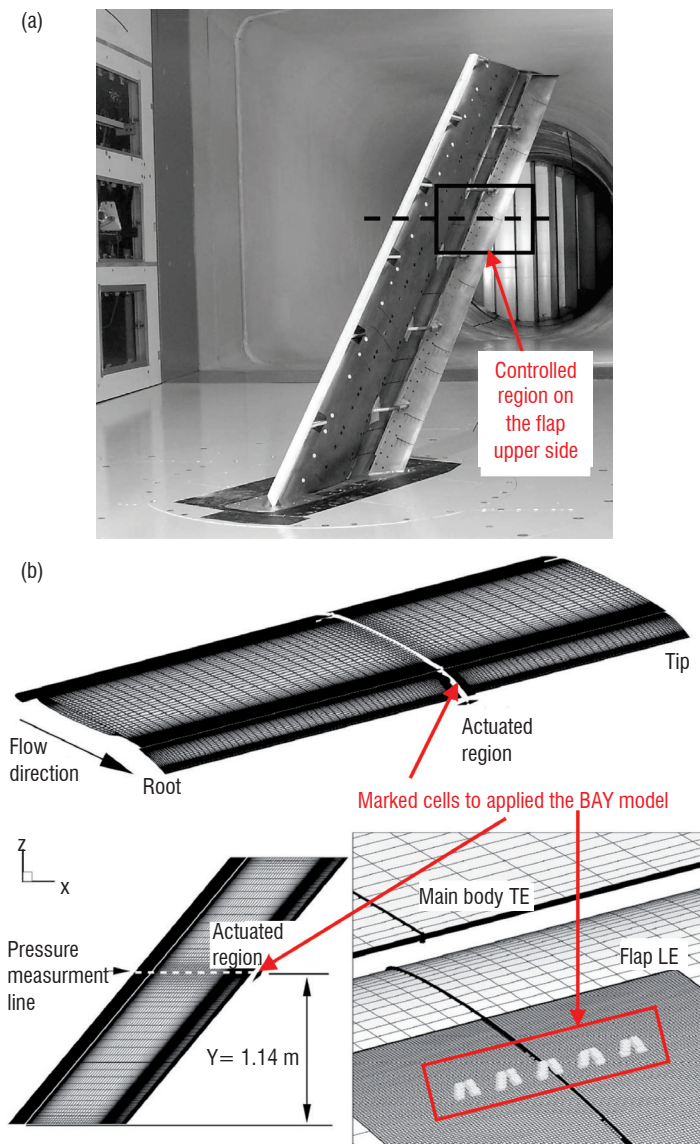 (a)
Controlled
region on
the flap
upper side
(b)
Tip
Flow
direction
Root
Actuated
region
Marked cells to applied the BAY model
z
x
Pressure
measurment
line
Actuated
region
Y= 1.14 m
Main body TE
Flap LE